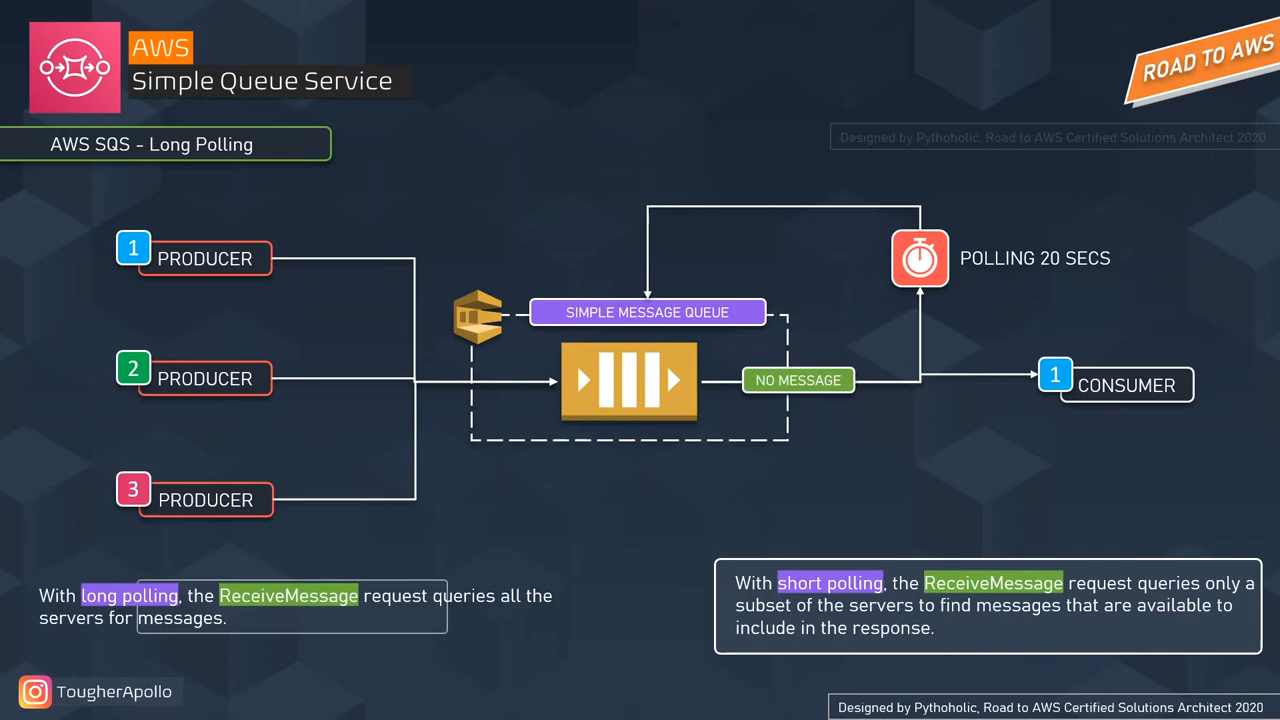 AWS
Simple Queue Service
ROAD TO AWS
AWS SQS - Long Polling
Designed by Pythoholic, Road to AWS Certified Solutions Architect 2020
1
PRODUCER
POLLING 20 SECS
SIMPLE MESSAGE QUEUE
2
PRODUCER
NO MESSAGE
1
CONSUMER
3
PRODUCER
With long polling, the ReceiveMessage request queries all the
servers for messages.
With short polling, the ReceiveMessage request queries only a
subset of the servers to find messages that are available to
include in the response.
TougherApollo
Designed by Pythoholic, Road to AWS Certified Solutions Architect 2020